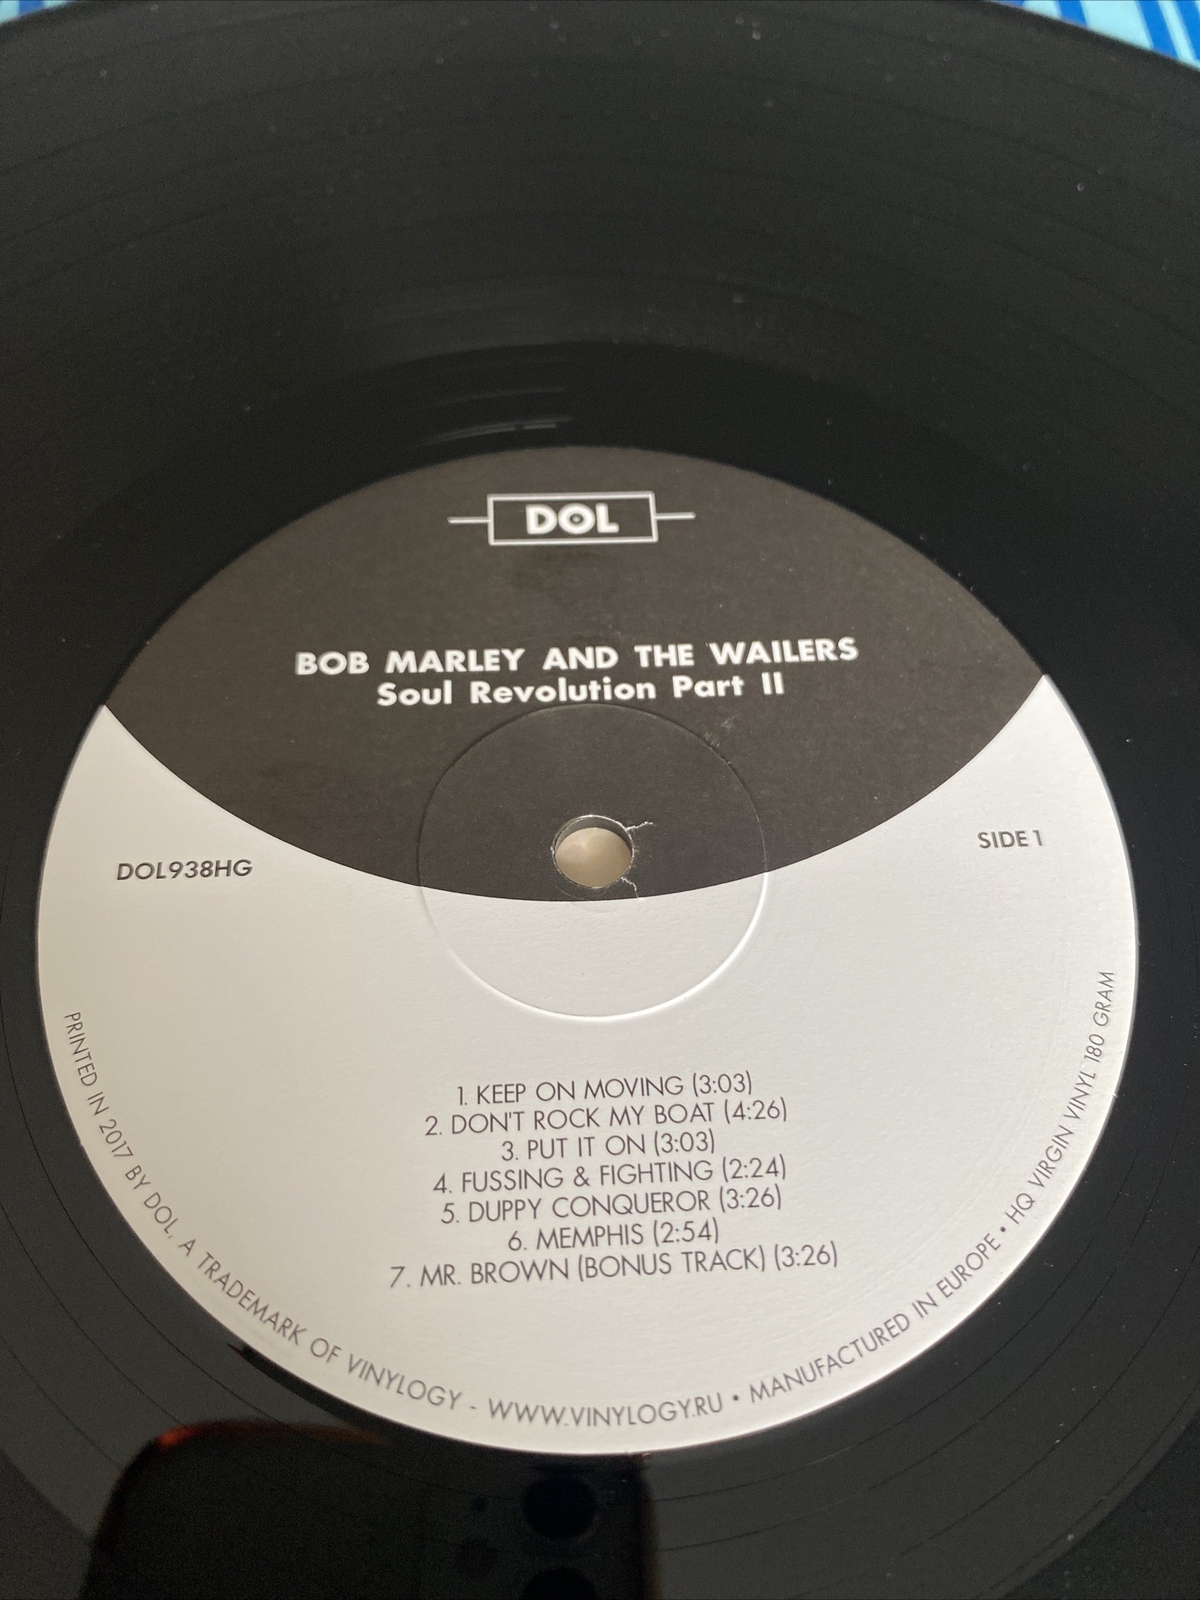 DOL
BOB MARLEY AND THE WAILERS
Soul Revolution Part II
DOL938HG
SIDE 1
1. KEEP ON MOVING (3:03)
2. DON'T ROCK MY BOAT (4:26)
3. PUT IT ON (3:03)
4. FUSSING & FIGHTING (2:24)
5. DUPPY CONQUEROR (3:26)
6. MEMPHIS (2:54)
7. MR. BROWN (BONUS TRACK) (3:26)
PRINTED IN 2017 BY DOL, A TRADEMARK OF VINYLOGY - WWW.VINYLOGY.RU • MANUFACTURED IN EUROPE • HQ VIRGIN VINYL 180 GRAM